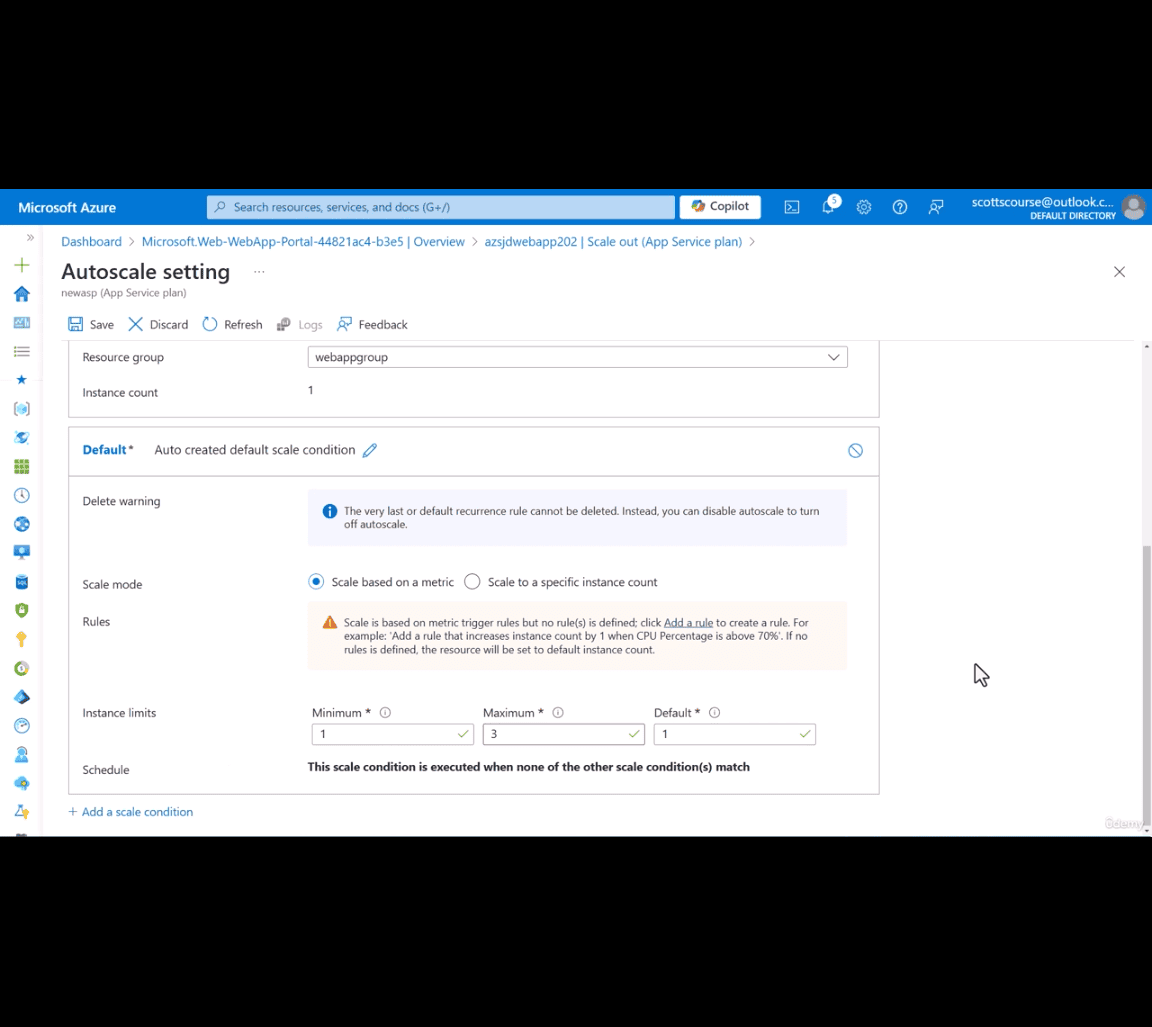 Microsoft Azure
Search resources, services, and docs (G+/)
Copilot
5
scottscourse@outlook.c...
DEFAULT DIRECTORY
Dashboard > Microsoft.Web-WebApp-Portal-44821ac4-b3e5 | Overview > azsjdwebapp202 | Scale out (App Service plan) >
Autoscale setting ...
newasp (App Service plan)
Save Discard Refresh Logs Feedback
Resource group webappgroup
Instance count 1
Default* Auto created default scale condition
Delete warning
The very last or default recurrence rule cannot be deleted. Instead, you can disable autoscale to turn
off autoscale.
Scale mode Scale based on a metric Scale to a specific instance count
Rules
Scale is based on metric trigger rules but no rule(s) is defined; click Add a rule to create a rule. For
example: 'Add a rule that increases instance count by 1 when CPU Percentage is above 70%'. If no
rules is defined, the resource will be set to default instance count.
Instance limits Minimum * Maximum * Default *
1 3 1
Schedule This scale condition is executed when none of the other scale condition(s) match
+ Add a scale condition